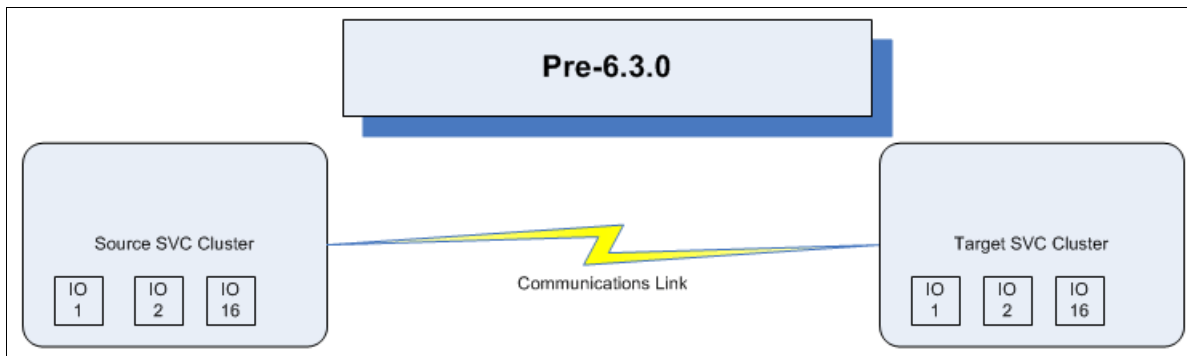 Pre-6.3.0
Source SVC Cluster
IO
1
IO
2
IO
16
Communications Link
Target SVC Cluster
IO
1
IO
2
IO
16